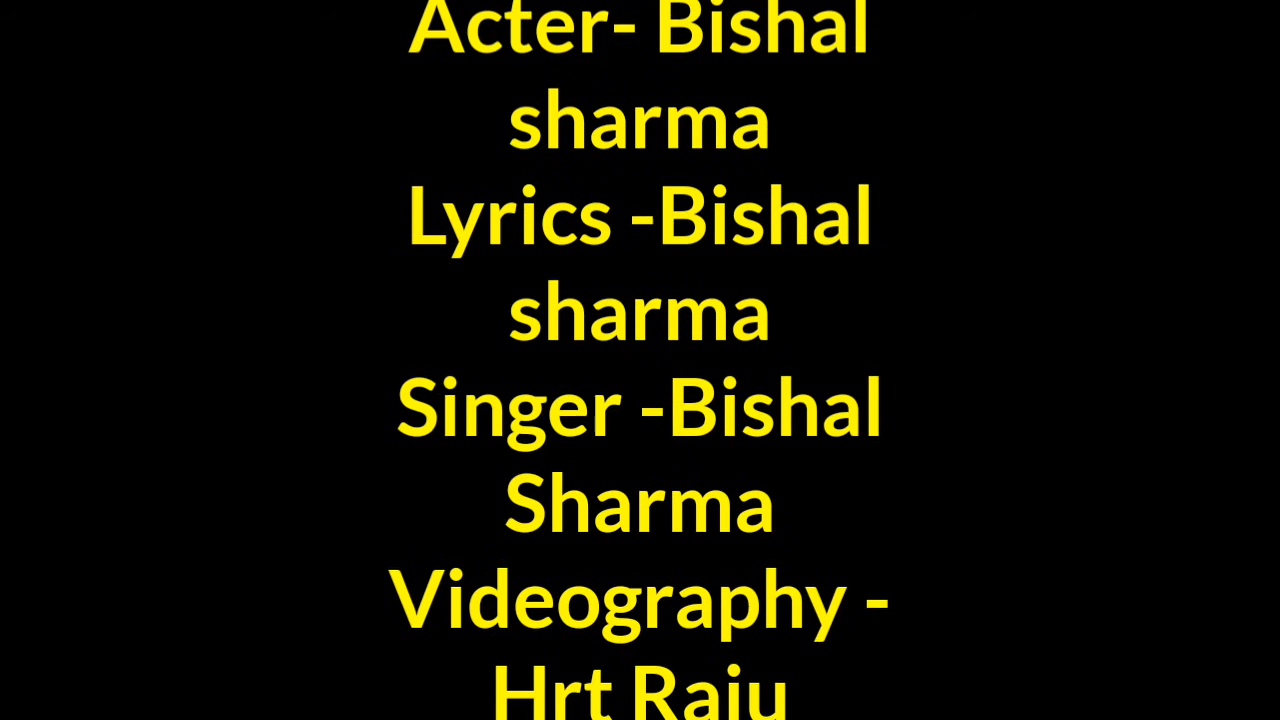 Acter- Bishal
sharma
Lyrics -Bishal
sharma
Singer -Bishal
Sharma
Videography -
Hrt Raju